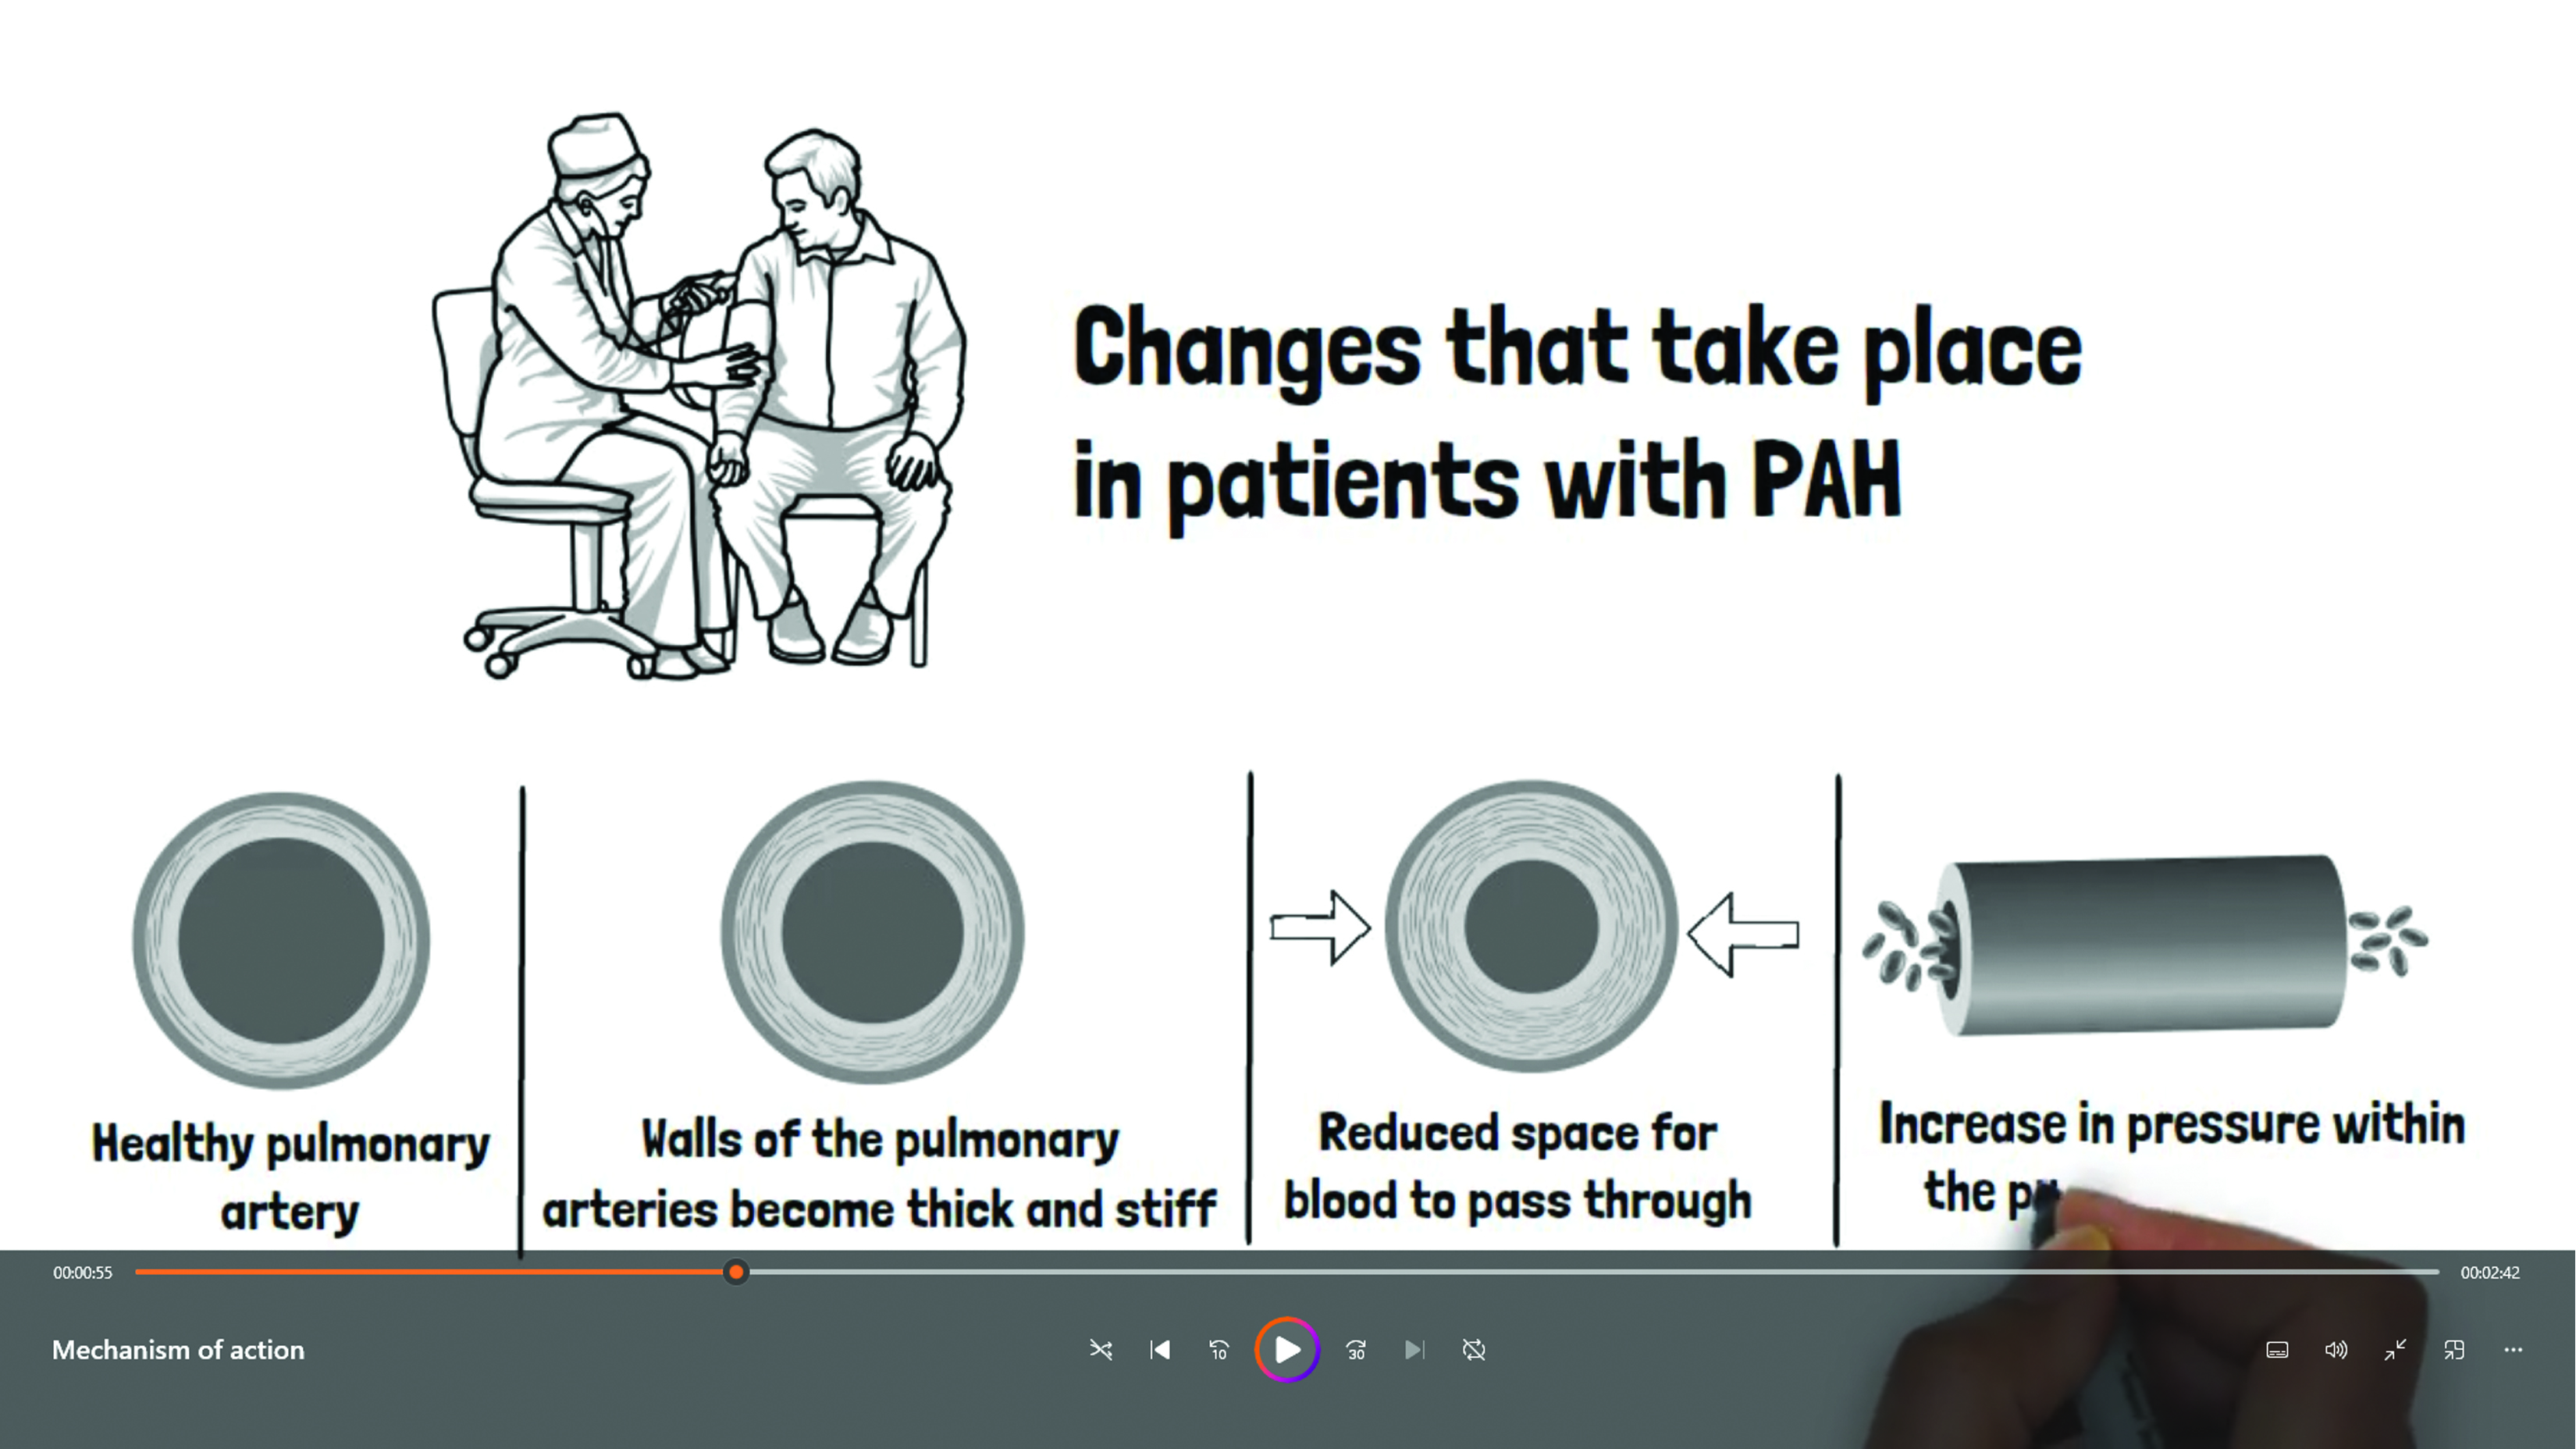 Changes that take place
in patients with PAH
Healthy pulmonary
artery
Walls of the pulmonary
arteries become thick and stiff
Reduced space for
blood to pass through
Increase in pressure within
the
00:00:55
00:02:42
Mechanism of action
10
30